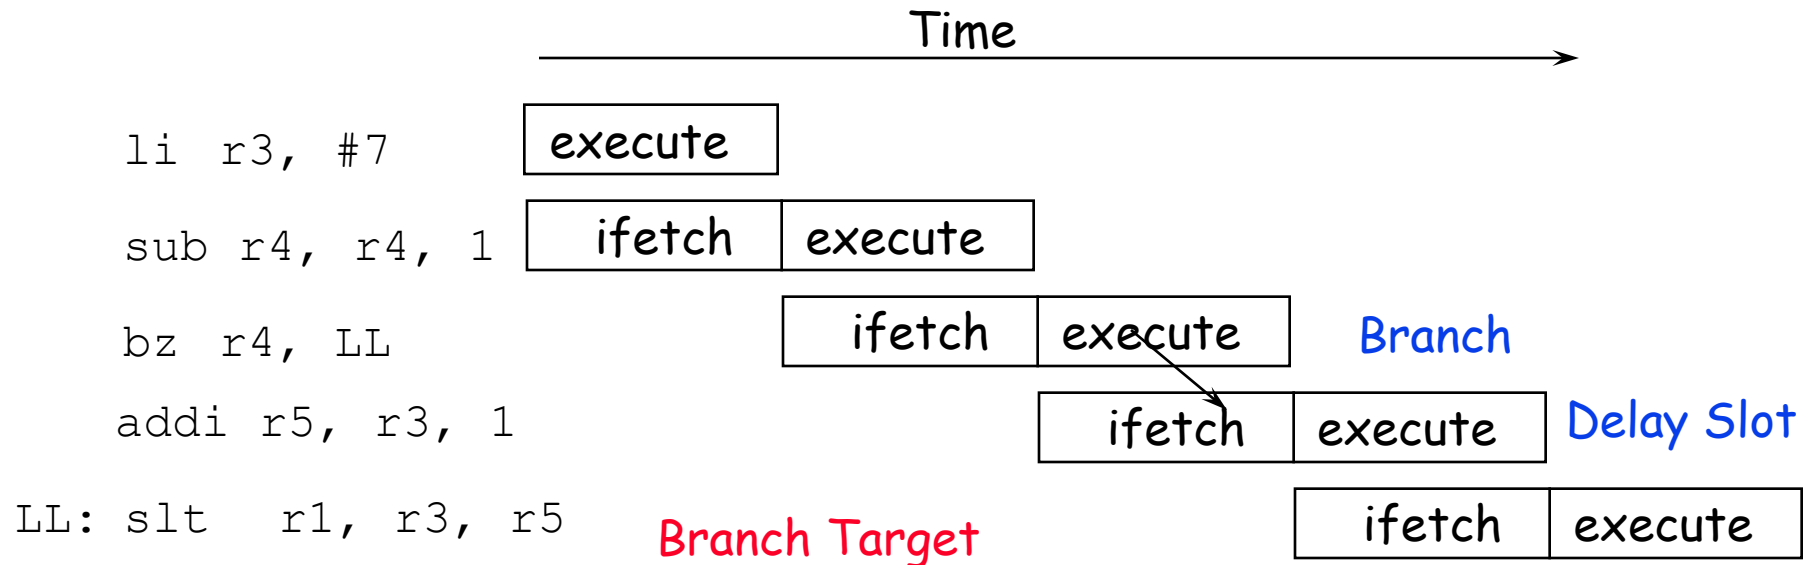 Time
li r3, #7 execute
sub r4, r4, 1 ifetch execute
bz r4, LL ifetch execute Branch
addi r5, r3, 1 ifetch execute Delay Slot
LL: slt r1, r3, r5 Branch Target ifetch execute